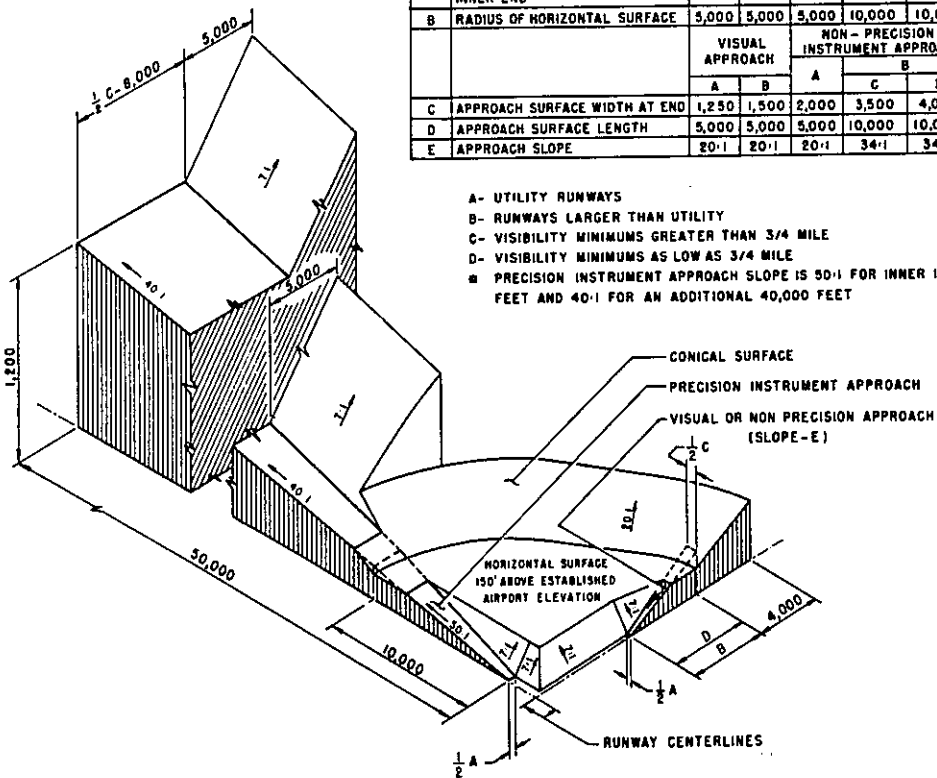 B RADIUS OF HORIZONTAL SURFACE 5,000 5,000 5,000 10,000
VISUAL APPROACH NON-PRECISION INSTRUMENT
A B A B
C
C APPROACH SURFACE WIDTH AT END 1,250 1,500 2,000 3,500
D APPROACH SURFACE LENGTH 5,000 5,000 5,000 10,000
E APPROACH SLOPE 20:1 20:1 20:1 34:1
A- UTILITY RUNWAYS
B- RUNWAYS LARGER THAN UTILITY
C- VISIBILITY MINIMUMS GREATER THAN 3/4 MILE
D- VISIBILITY MINIMUMS AS LOW AS 3/4 MILE
PRECISION INSTRUMENT APPROACH SLOPE IS 50:1 FOR INNER
FEET AND 40:1 FOR AN ADDITIONAL 40,000 FEET
5,000
1/2 C-8,000
7:1
40:1
5,000
1,200
7:1
40:1
CONICAL SURFACE
PRECISION INSTRUMENT APPROACH
VISUAL OR NON PRECISION APPROACH
(SLOPE-E)
1/2 C
20:1
HORIZONTAL SURFACE
150' ABOVE ESTABLISHED
AIRPORT ELEVATION
50,000
50:1
7:1
7:1
7:1
7:1
7:1
10,000
4,000
D
B
1/2 A
RUNWAY CENTERLINES
1/2 A